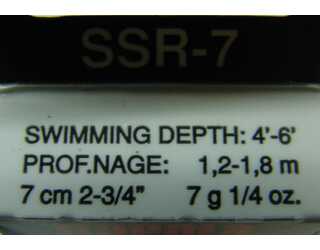 SSR-7
SWIMMING DEPTH: 4'-6'
PROF.NAGE: 1,2-1,8 m
7 cm 2-3/4" 7 g 1/4 oz.